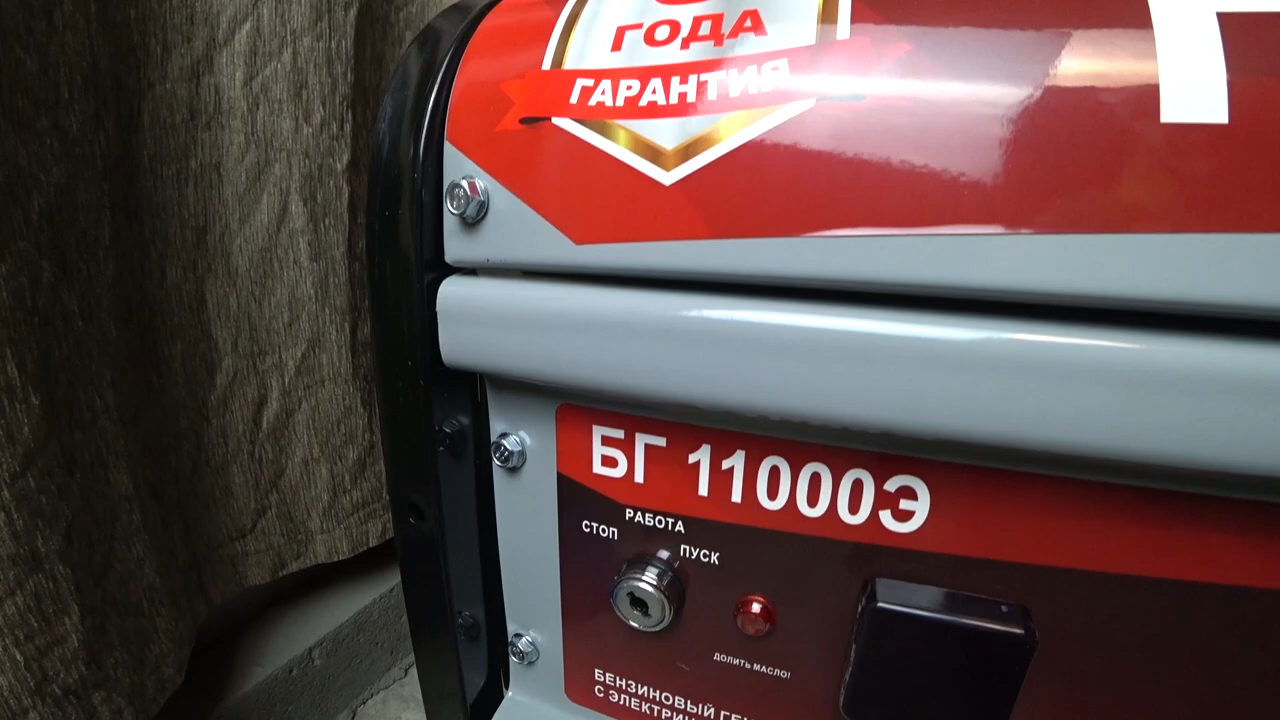 ГОДА
ГАРАНТИЯ
БГ 11000Э
РАБОТА
СТОП
ПУСК
ДОЛИТЬ МАСЛО!
БЕНЗИНОВЫЙ
С